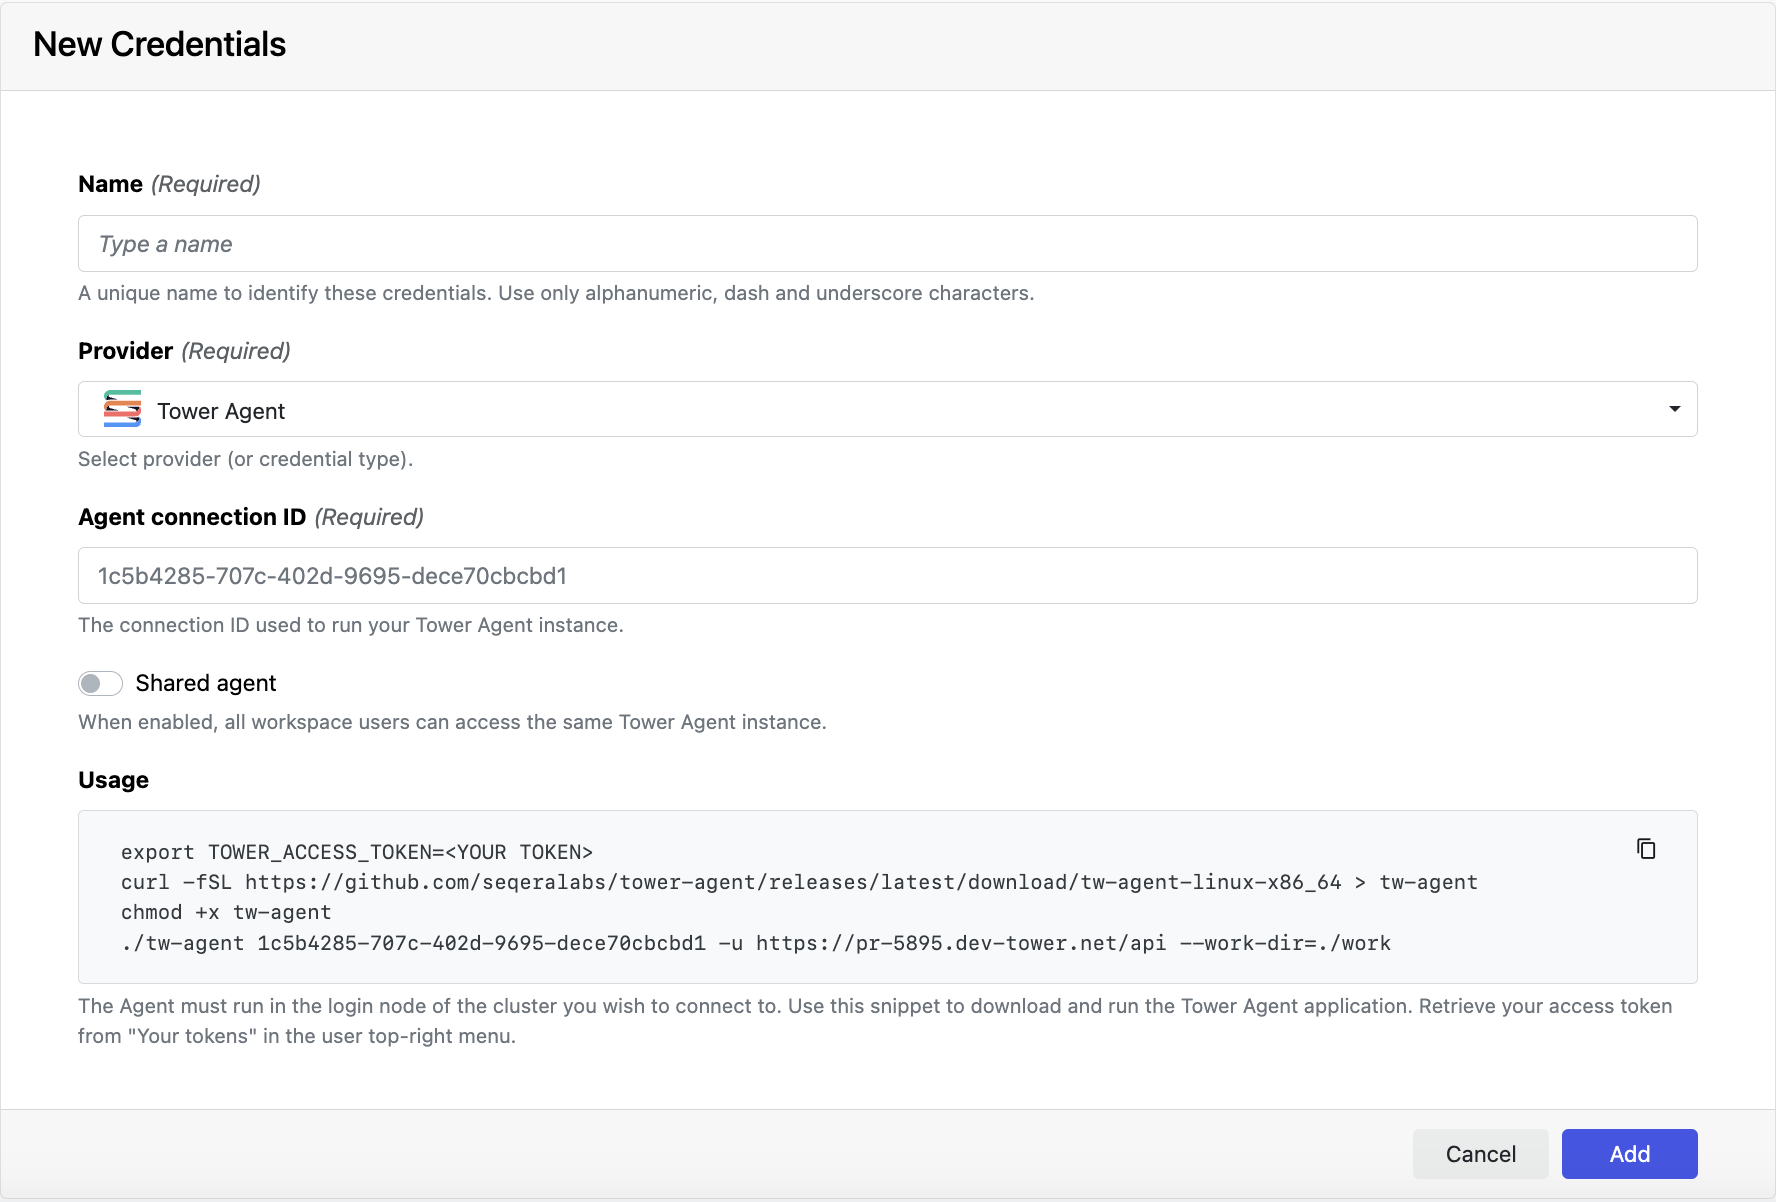 New Credentials
Name (Required)
Type a name
A unique name to identify these credentials. Use only alphanumeric, dash and underscore characters.
Provider (Required)
Tower Agent
Select provider (or credential type).
Agent connection ID (Required)
1c5b4285-707c-402d-9695-dece70cbcbd1
The connection ID used to run your Tower Agent instance.
Shared agent
When enabled, all workspace users can access the same Tower Agent instance.
Usage
export TOWER_ACCESS_TOKEN=<YOUR TOKEN>
curl -fSL https://github.com/seqeralabs/tower-agent/releases/latest/download/tw-agent-linux-x86_64 > tw-agent
chmod +x tw-agent
./tw-agent 1c5b4285-707c-402d-9695-dece70cbcbd1 -u https://pr-5895.dev-tower.net/api --work-dir=./work
The Agent must run in the login node of the cluster you wish to connect to. Use this snippet to download and run the Tower Agent application. Retrieve your access token
from "Your tokens" in the user top-right menu.
Cancel
Add